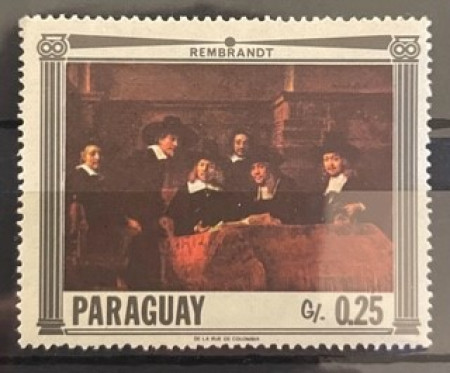 REMBRANDT
PARAGUAY G/. 0.25
DE LA RUE DE COLOMBIA